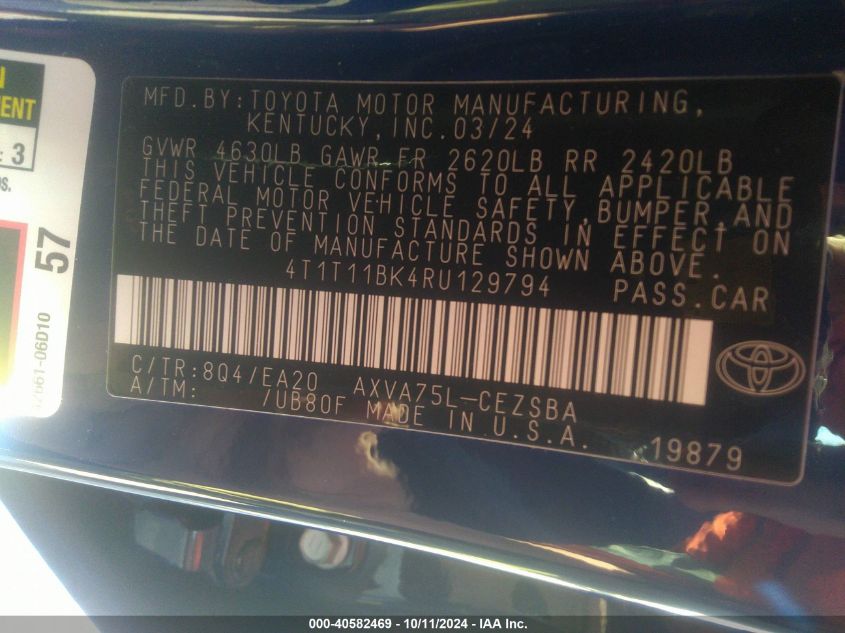 MFD.BY:TOYOTA MOTOR MANUFACTURING,
KENTUCKY,INC.03/24
GVWR 4630LB GAWR FR 2620LB RR 2420LB
THIS VEHICLE CONFORMS TO ALL APPLICABLE
FEDERAL MOTOR VEHICLE SAFETY,BUMPER,AND
THEFT PREVENTION STANDARDS IN EFFECT ON
THE DATE OF MANUFACTURE SHOWN ABOVE.
4T1T11BK4RU129794 PASS.CAR
C/TR:8Q4/EA20 AXVA75L-CEZSBA
A/TM: /UB80F MADE IN U.S.A.
19879
: 3
57
000-40582469 - 10/11/2024 - IAA Inc.